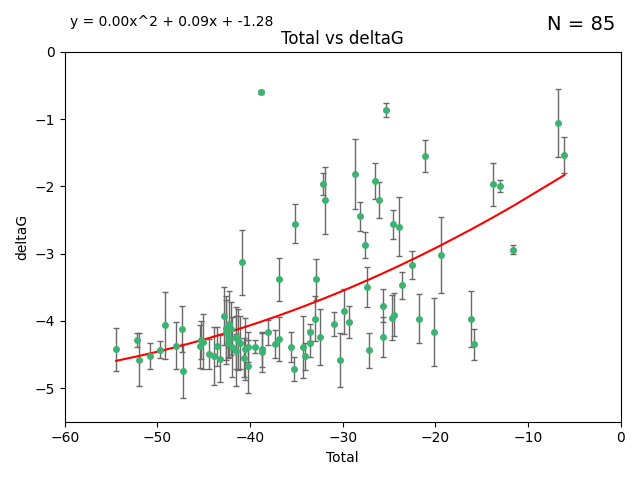 y = 0.00x^2 + 0.09x + -1.28
N = 85
Total vs deltaG
0
−1
−2
−3
−4
−5
deltaG
−60 −50 −40 −30 −20 −10 0
Total